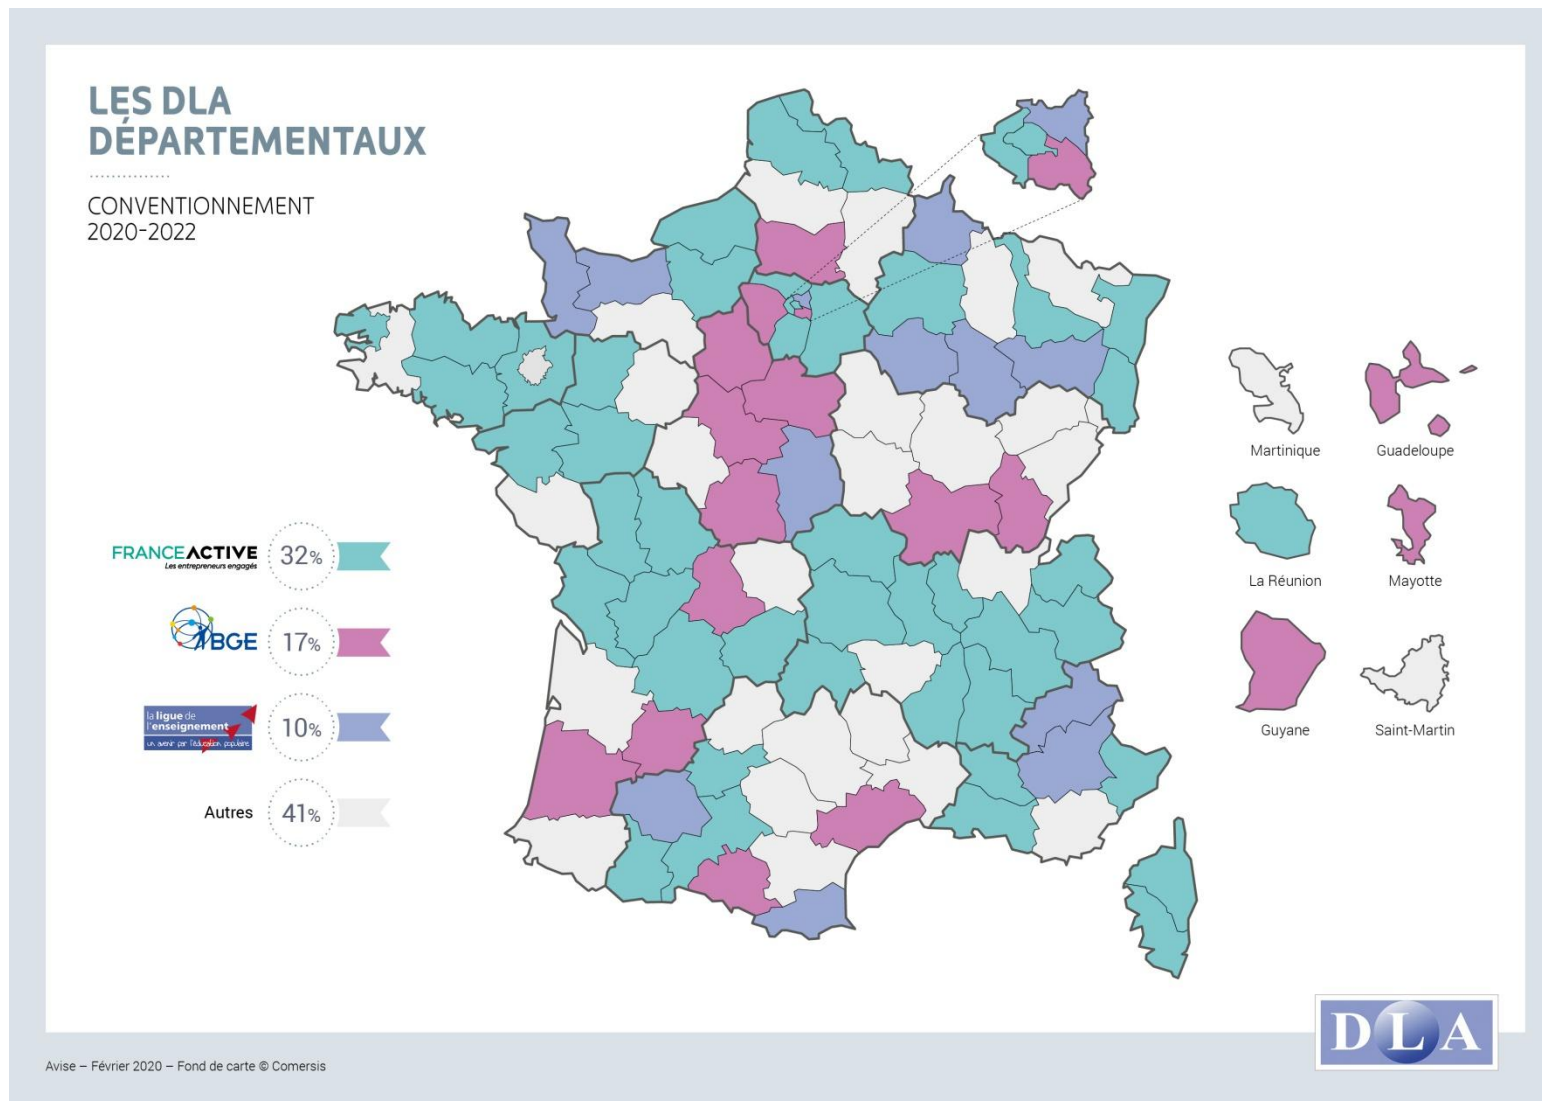 LES DLA
DÉPARTEMENTAUX
CONVENTIONNEMENT
2020-2022
FRANCEACTIVE
Les entrepreneurs engagés
32%
BGE
17%
la ligue de
l'enseignement
un avenir par l'éducation populaire
10%
Autres
41%
Martinique
Guadeloupe
La Réunion
Mayotte
Guyane
Saint-Martin
DLA
Avise – Février 2020 – Fond de carte © Comersis